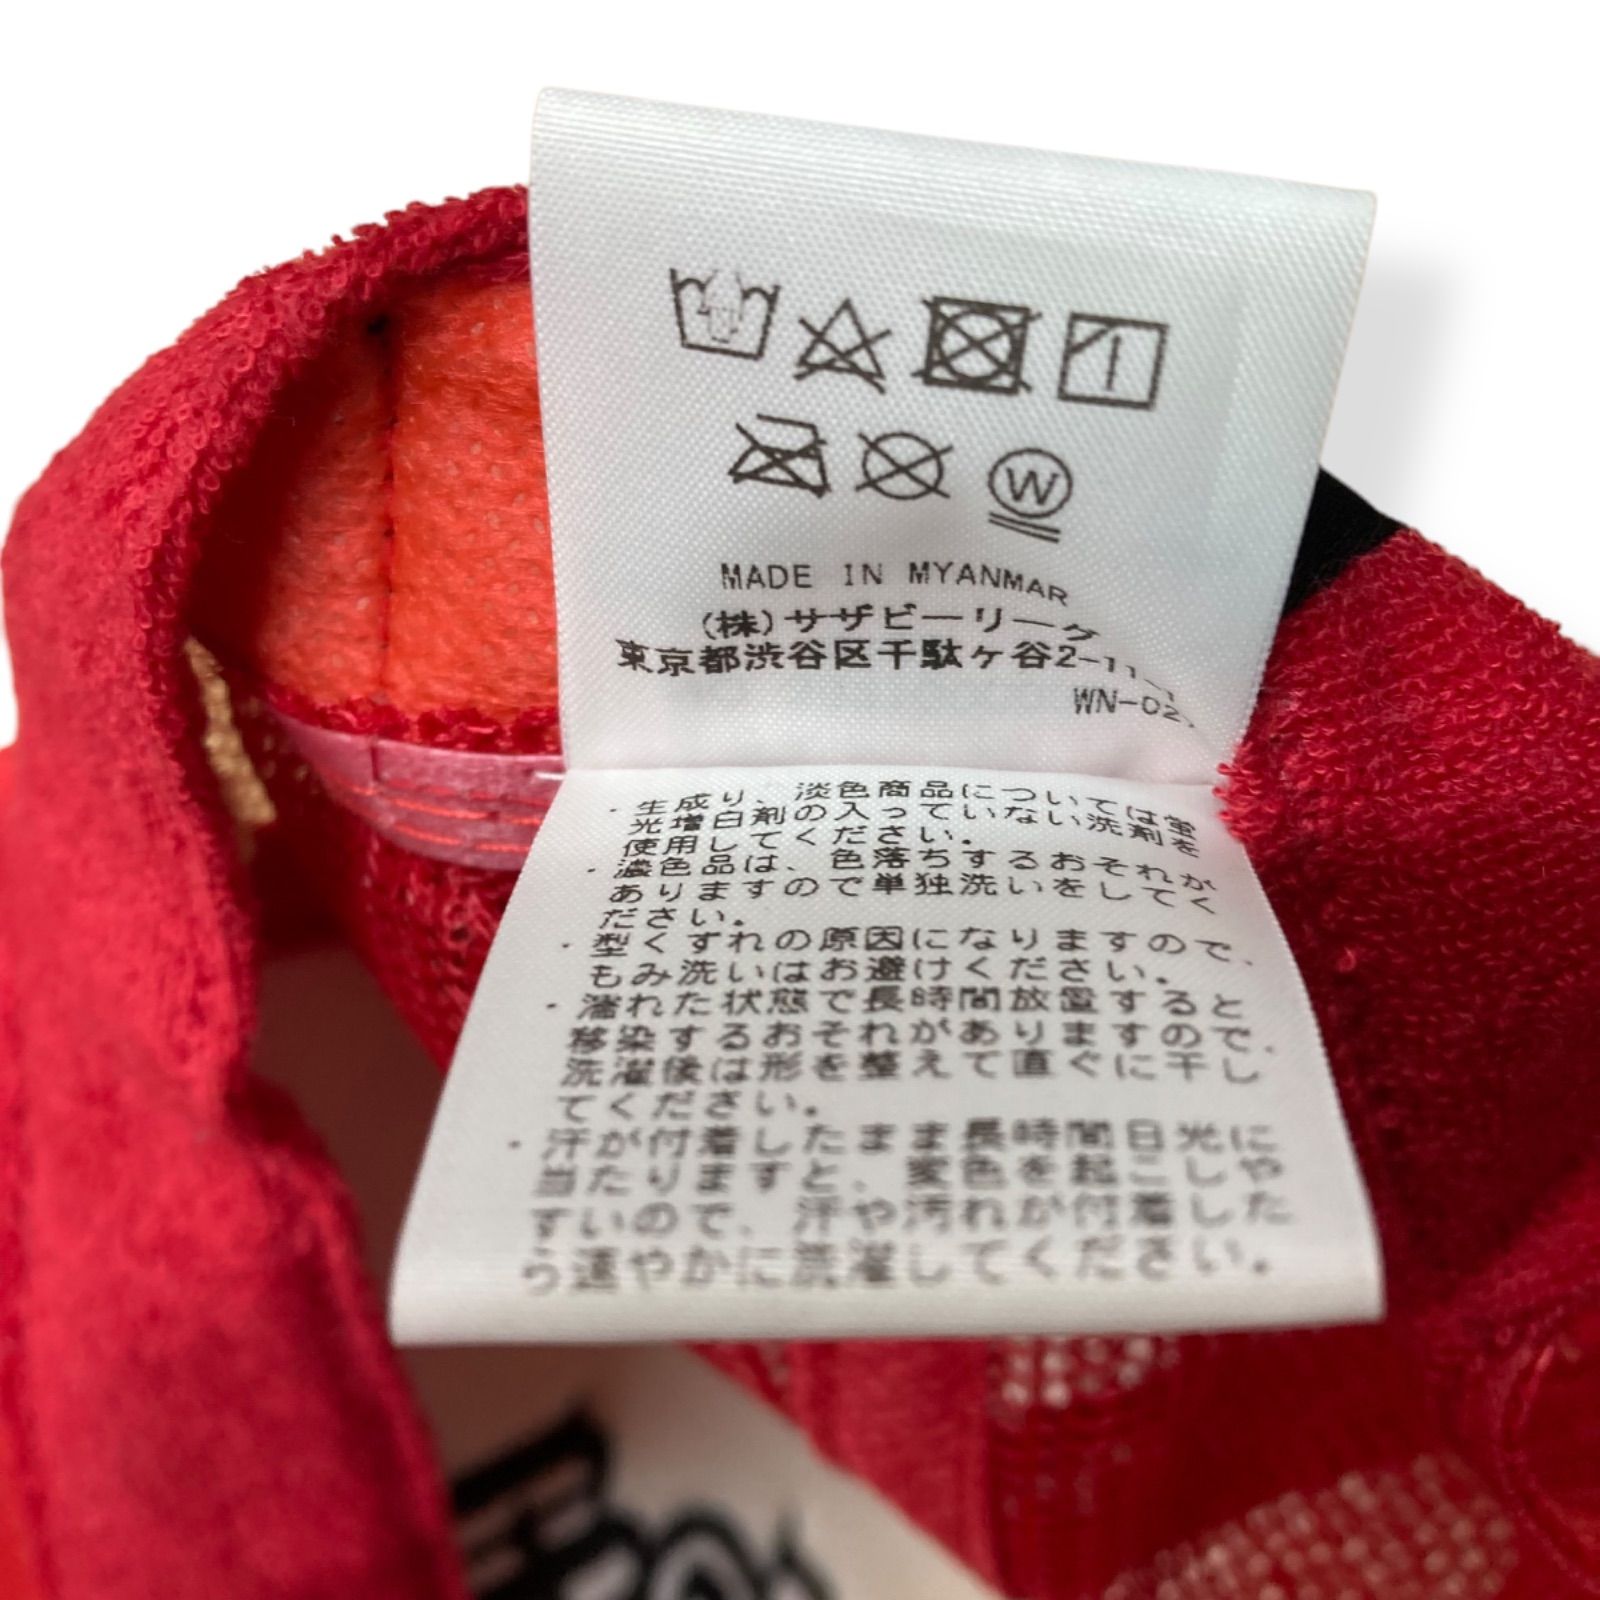 W
MADE IN MYANMAR
(株)サザビーリーグ
東京都渋谷区千駄ケ谷2-11-1
WN-02
・生成り、淡色商品については蛍
光増白剤の入っていない洗剤を
使用してください。
・濃色品は、色落ちするおそれが
ありますので単独洗いをしてく
ださい。
・型くずれの原因になりますので、
もみ洗いはお避けください。
・濡れた状態で長時間放置すると
移染するおそれがありますので、
洗濯後は形を整えて直ぐに干し
てください。
・汗が付着したまま長時間日光に
当たりますと、変色を起こしや
すいので、汗や汚れが付着した
ら速やかに洗濯してください。